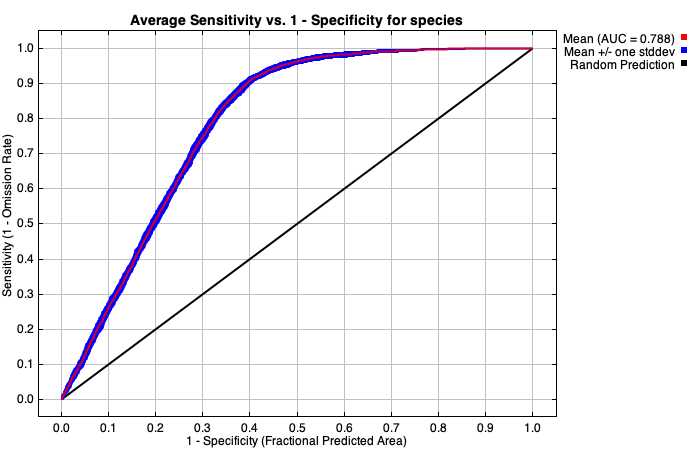 Average Sensitivity vs. 1 - Specificity for species
Mean (AUC = 0.788)
Mean +/- one stddev
Random Prediction
Sensitivity (1 - Omission Rate)
1.0
0.9
0.8
0.7
0.6
0.5
0.4
0.3
0.2
0.1
0.0
0.0 0.1 0.2 0.3 0.4 0.5 0.6 0.7 0.8 0.9 1.0
1 - Specificity (Fractional Predicted Area)